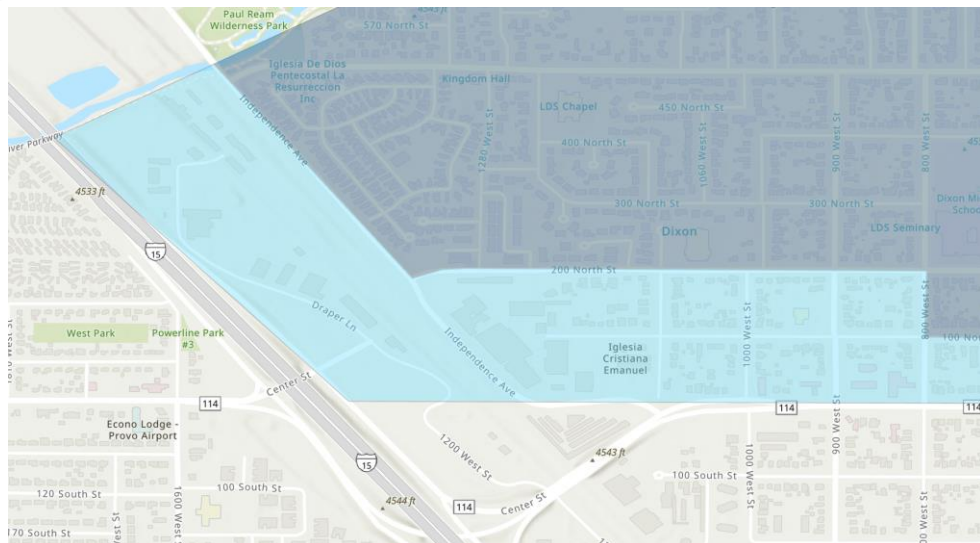 Paul Ream
Wilderness Park
4543 ft
570 North St
Iglesia De Dios
Pentecostal La
Resurreccion
Inc
Kingdom Hall
LDS Chapel
450 North St
Independence Ave
1280 West St
1060 West St
900 West St
800 West St
400 North St
ver Parkway
4533 ft
300 North St
300 North St
Dixon Mi
Scho
Dixon
LDS Seminary
15
200 North St
Draper Ln
West Park
Powerline Park
#3
Independence Ave
Iglesia
Cristiana
Emanuel
1000 West St
800 West St
100 No
Center St
114
114
114
Econo Lodge -
Provo Airport
900 West St
4543 ft
1200 West St
15
100 South St
100 South St
1000 West St
120 South St
1600 West
4544 ft
114
Center St
170 South St